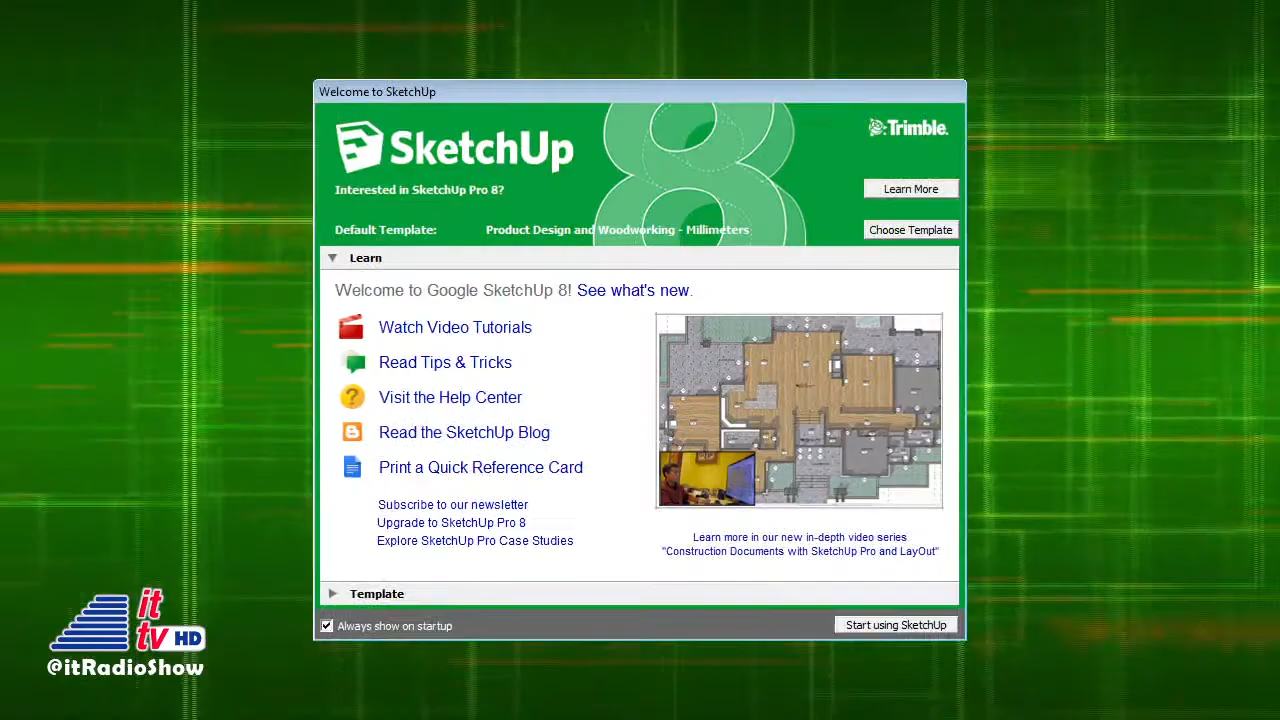 Welcome to SketchUp
SketchUp
8
Trimble.
Interested in SketchUp Pro 8?
Learn More
Default Template: Product Design and Woodworking - Millimeters
Choose Template
Learn
Welcome to Google SketchUp 8! See what's new.
Watch Video Tutorials
Read Tips & Tricks
Visit the Help Center
Read the SketchUp Blog
Print a Quick Reference Card
Subscribe to our newsletter
Upgrade to SketchUp Pro 8
Explore SketchUp Pro Case Studies
Learn more in our new in-depth video series
"Construction Documents with SketchUp Pro and LayOut"
Template
Always show on startup
Start using SketchUp
it
tv HD
@itRadioShow